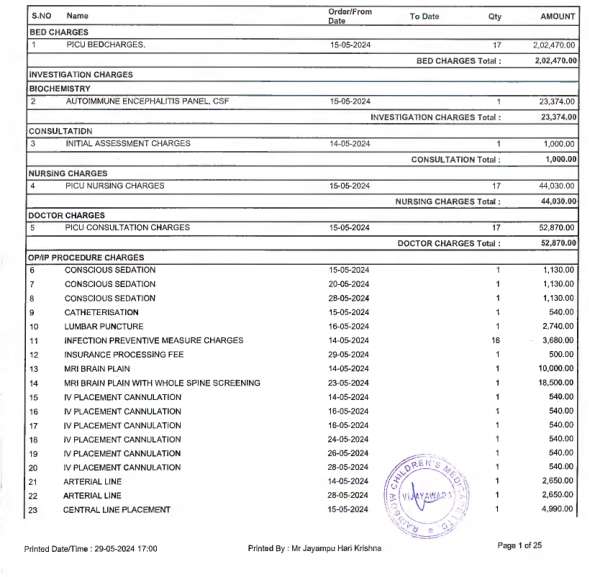 S.NO Name Order/From Date To Date Qty AMOUNT
BED CHARGES
1 PICU BEDCHARGES. 15-05-2024 17 2,02,470.00
BED CHARGES Total : 2,02,470.00
INVESTIGATION CHARGES
BIOCHEMISTRY
2 AUTOIMMUNE ENCEPHALITIS PANEL, CSF 15-05-2024 1 23,374.00
INVESTIGATION CHARGES Total : 23,374.00
CONSULTATION
3 INITIAL ASSESSMENT CHARGES 14-05-2024 1 1,000.00
CONSULTATION Total : 1,000.00
NURSING CHARGES
4 PICU NURSING CHARGES 15-05-2024 17 44,030.00
NURSING CHARGES Total : 44,030.00
DOCTOR CHARGES
5 PICU CONSULTATION CHARGES 15-05-2024 17 52,870.00
DOCTOR CHARGES Total : 52,870.00
OP/IP PROCEDURE CHARGES
6 CONSCIOUS SEDATION 15-05-2024 1 1,130.00
7 CONSCIOUS SEDATION 20-05-2024 1 1,130.00
8 CONSCIOUS SEDATION 28-05-2024 1 1,130.00
9 CATHETERISATION 15-05-2024 1 540.00
10 LUMBAR PUNCTURE 16-05-2024 1 2,740.00
11 INFECTION PREVENTIVE MEASURE CHARGES 14-05-2024 16 3,680.00
12 INSURANCE PROCESSING FEE 29-05-2024 1 500.00
13 MRI BRAIN PLAIN 14-05-2024 1 10,000.00
14 MRI BRAIN PLAIN WITH WHOLE SPINE SCREENING 23-05-2024 1 18,500.00
15 IV PLACEMENT CANNULATION 14-05-2024 1 540.00
16 IV PLACEMENT CANNULATION 16-05-2024 1 540.00
17 IV PLACEMENT CANNULATION 18-05-2024 1 540.00
18 IV PLACEMENT CANNULATION 24-05-2024 1 540.00
19 IV PLACEMENT CANNULATION 26-05-2024 1 540.00
20 IV PLACEMENT CANNULATION 28-05-2024 1 540.00
21 ARTERIAL LINE 14-05-2024 1 2,650.00
22 ARTERIAL LINE 28-05-2024 1 2,650.00
23 CENTRAL LINE PLACEMENT 15-05-2024 1 4,990.00
RAINBOW CHILDREN'S LTD
VIJAYAWADA
Printed Date/Time : 29-05-2024 17:00 Printed By : Mr Jayampu Hari Krishna Page 1 of 25